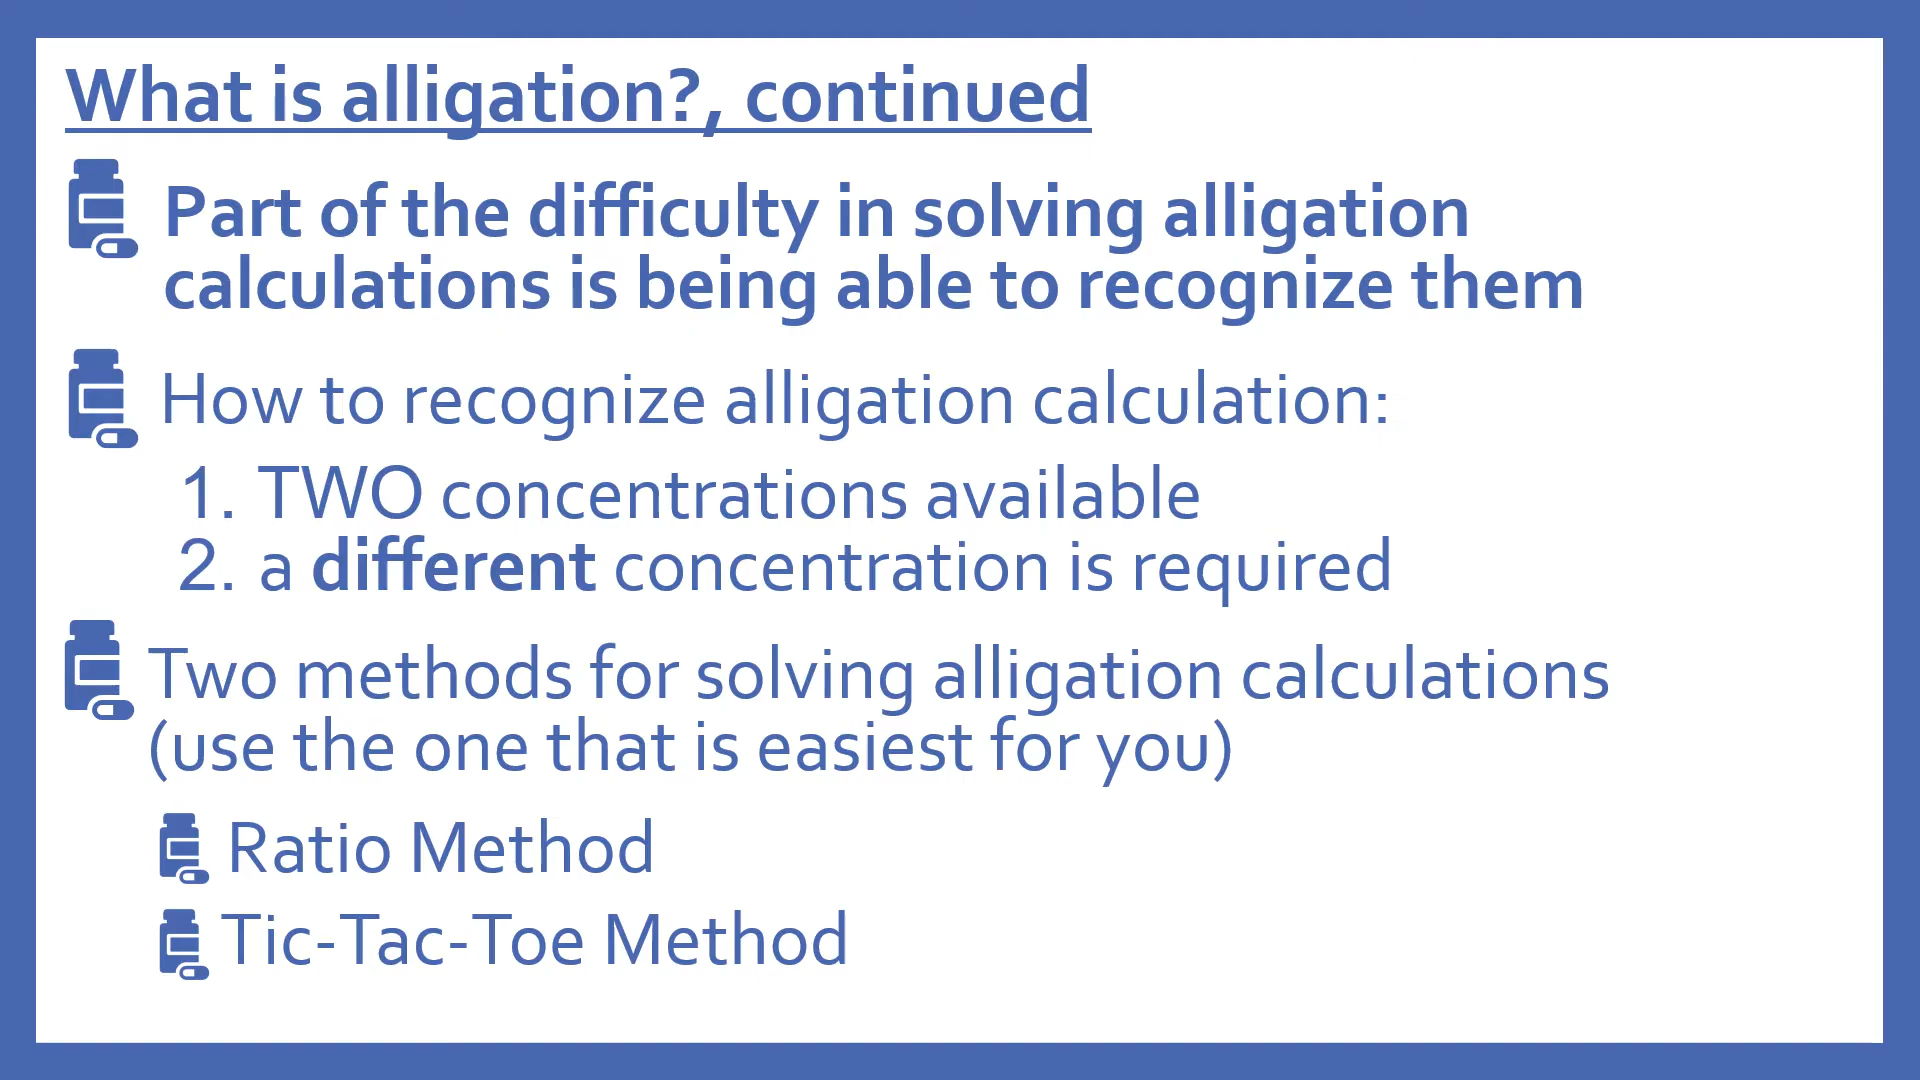 What is alligation?, continued
Part of the difficulty in solving alligation
calculations is being able to recognize them
How to recognize alligation calculation:
1. TWO concentrations available
2. a different concentration is required
Two methods for solving alligation calculations
(use the one that is easiest for you)
Ratio Method
Tic-Tac-Toe Method